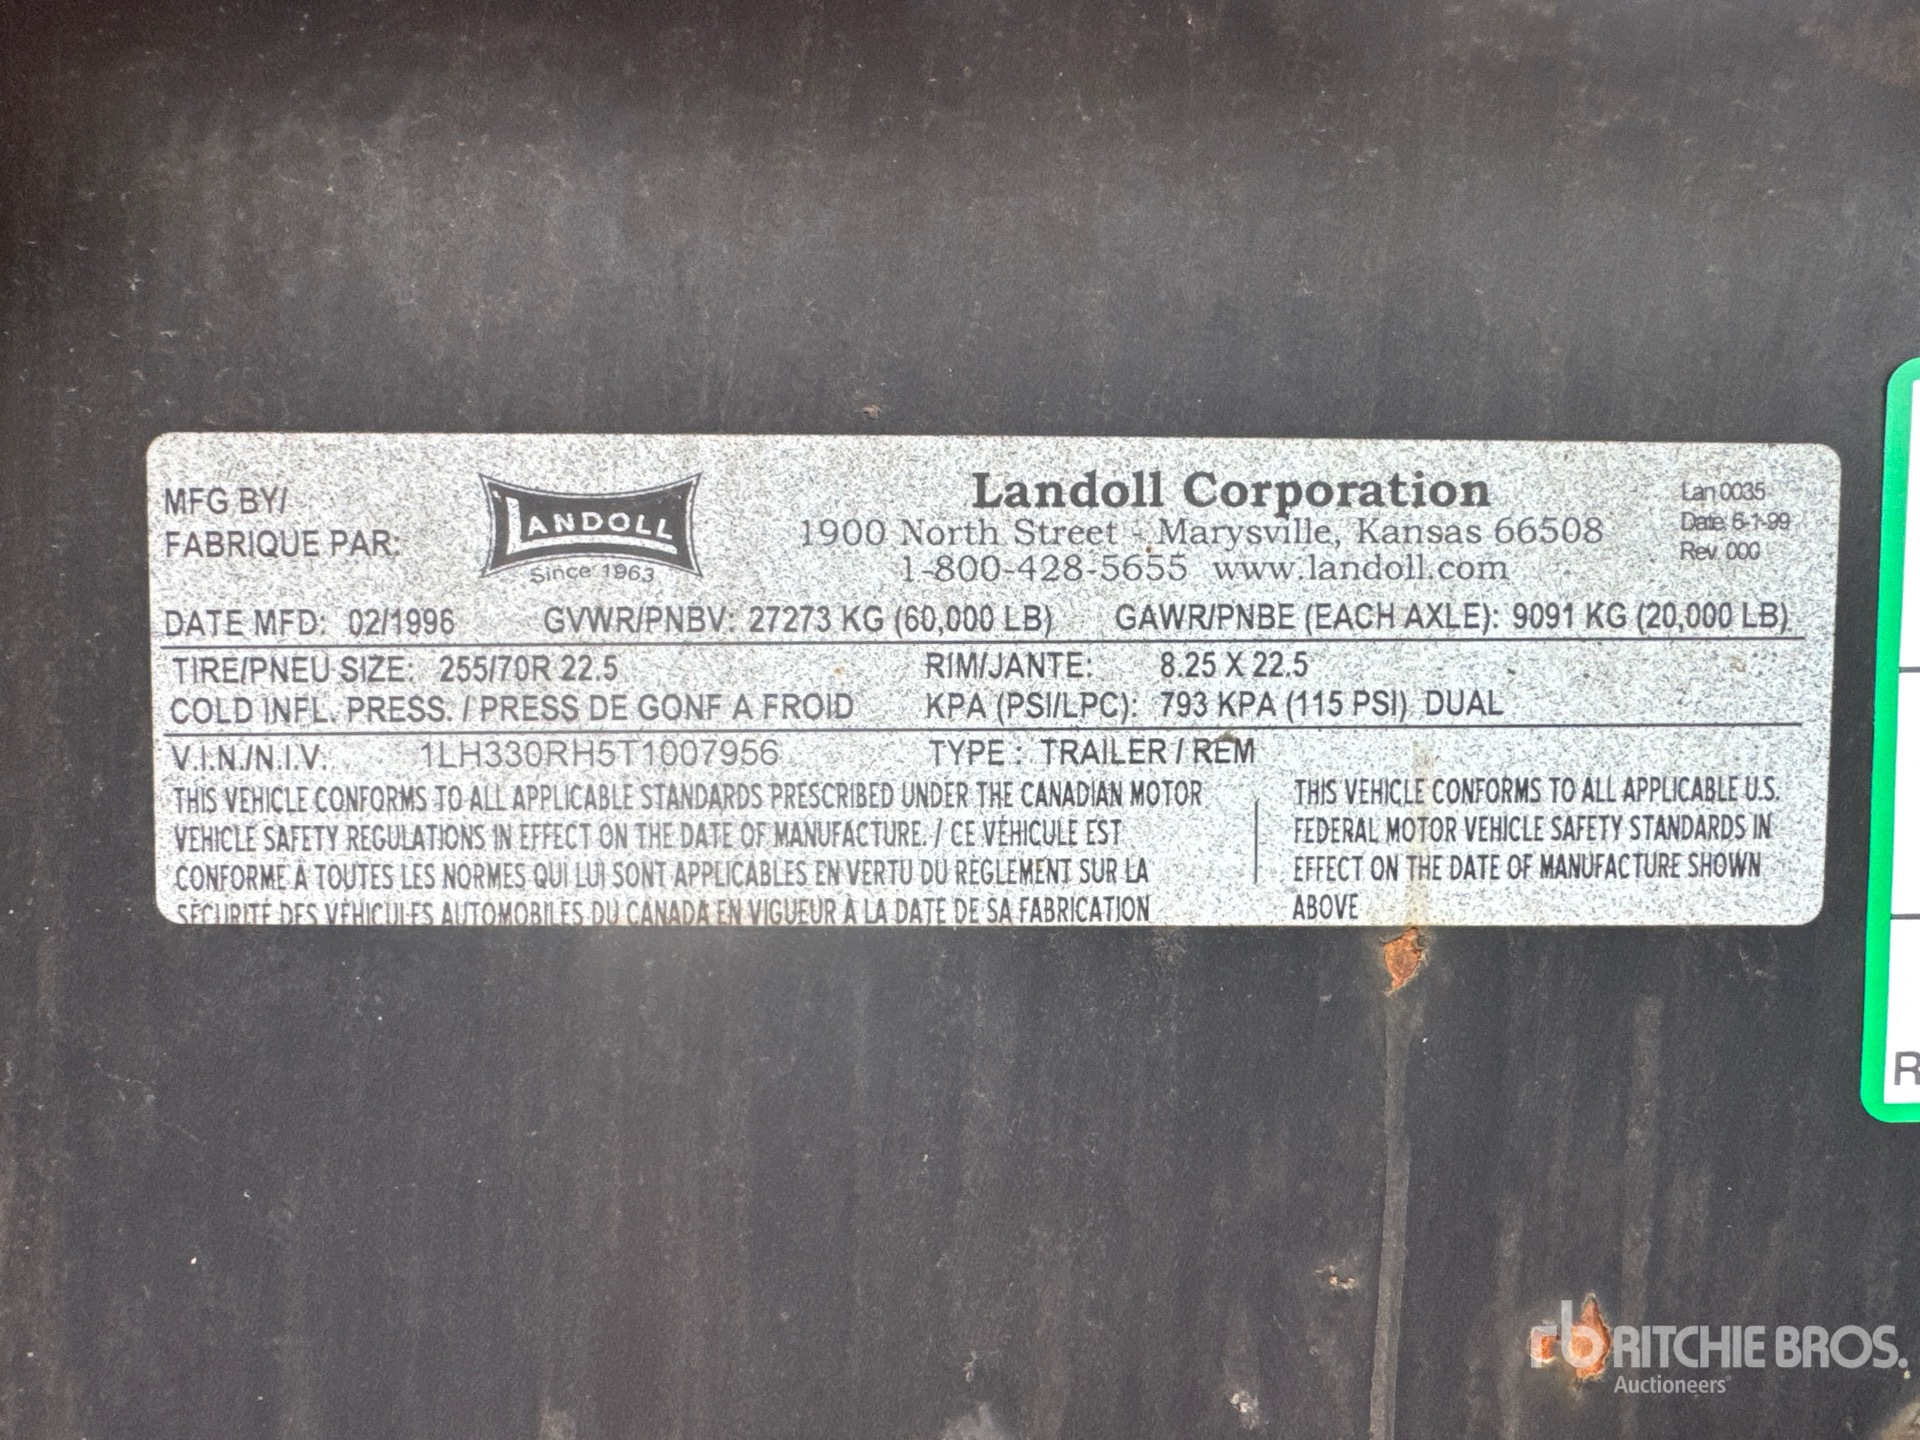 MFG BY/
FABRIQUE PAR:
LANDOLL
Since 1963
Landoll Corporation
1900 North Street - Marysville, Kansas 66508
1-800-428-5655 www.landoll.com
Lan 0035
Date 6-1-99
Rev 000
DATE MFD: 02/1996 GVWR/PNBV: 27273 KG (60,000 LB) GAWR/PNBE (EACH AXLE): 9091 KG (20,000 LB)
TIRE/PNEU SIZE: 255/70R 22.5 RIM/JANTE: 8.25 X 22.5
COLD INFL. PRESS. / PRESS DE GONF A FROID KPA (PSI/LPC): 793 KPA (115 PSI) DUAL
V.I.N./N.I.V. 1LH330RH5T1007956 TYPE : TRAILER / REM
THIS VEHICLE CONFORMS TO ALL APPLICABLE STANDARDS PRESCRIBED UNDER THE CANADIAN MOTOR
VEHICLE SAFETY REGULATIONS IN EFFECT ON THE DATE OF MANUFACTURE. / CE VÉHICULE EST
CONFORME À TOUTES LES NORMES QUI LUI SONT APPLICABLES EN VERTU DU REGLEMENT SUR LA
SÉCURITÉ DES VÉHICULES AUTOMOBILES DU CANADA EN VIGUEUR À LA DATE DE SA FABRICATION
THIS VEHICLE CONFORMS TO ALL APPLICABLE U.S.
FEDERAL MOTOR VEHICLE SAFETY STANDARDS IN
EFFECT ON THE DATE OF MANUFACTURE SHOWN
ABOVE
R
rb RITCHIE BROS.
Auctioneers